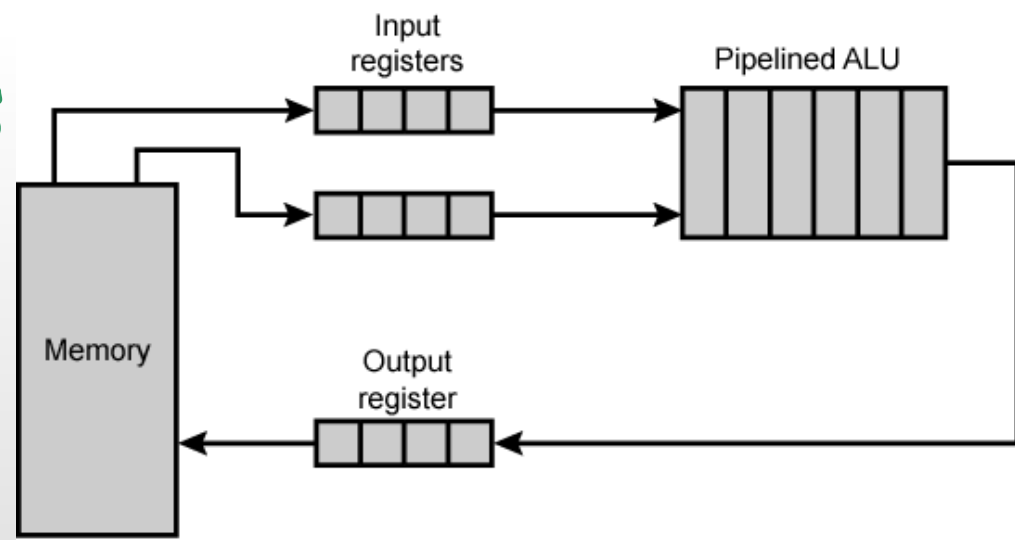 Input
registers
Pipelined ALU
Memory
Output
register